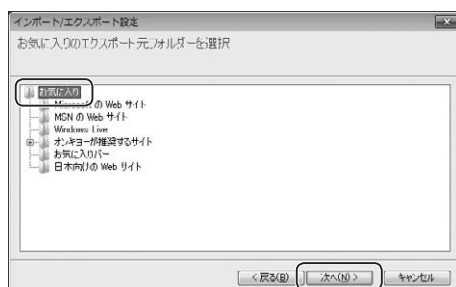 インポート/エクスポート設定
お気に入りのエクスポート元フォルダーを選択
お気に入り
Microsoft の Web サイト
MSN の Web サイト
Windows Live
オンキヨーが推奨するサイト
お気に入りバー
日本向けの Web サイト
< 戻る(B)
次へ(N) >
キャンセル